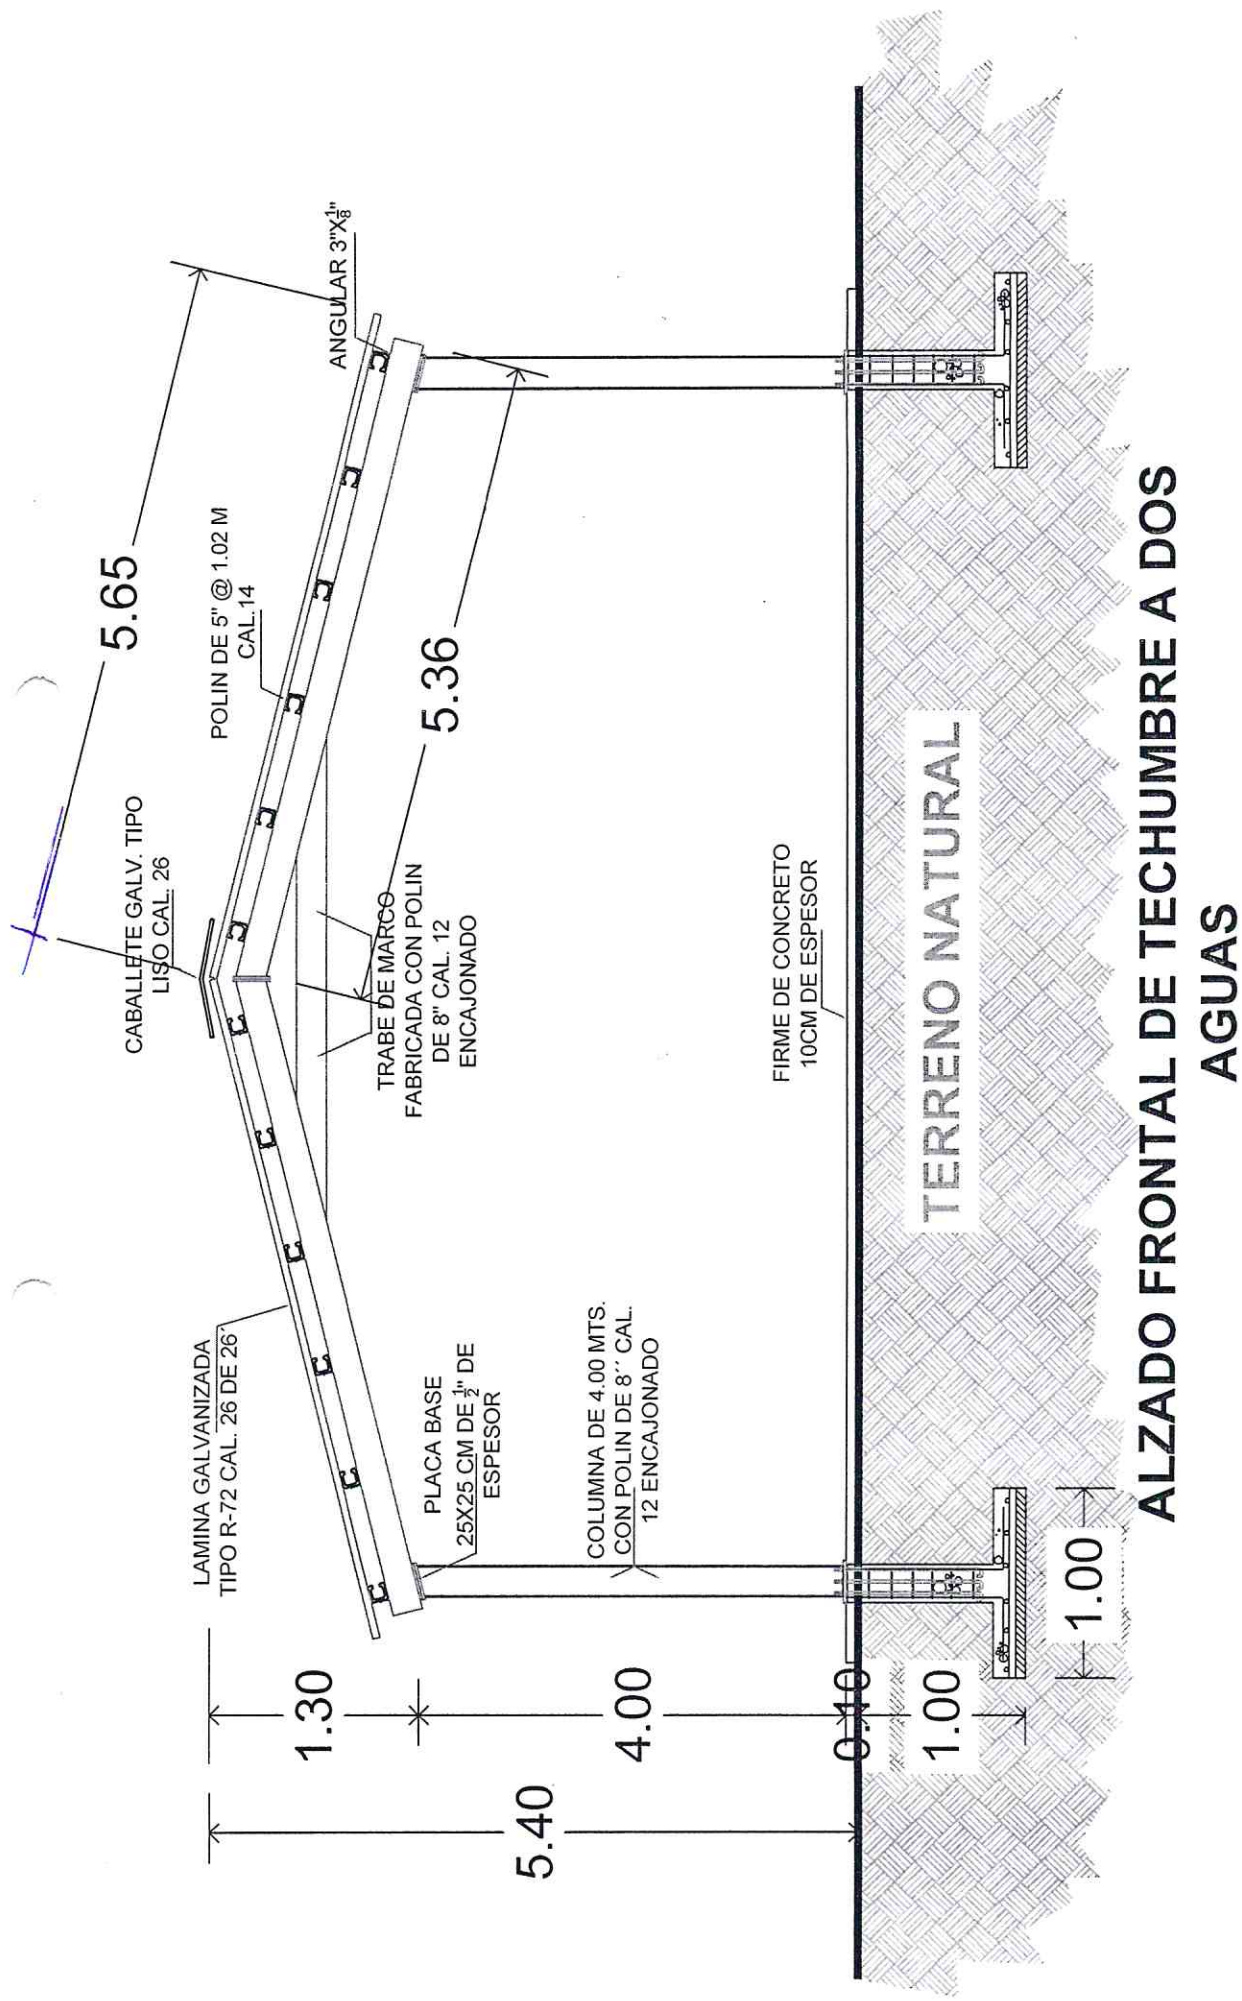 5.65
CABALLETE GALV. TIPO
LISO CAL. 26
POLIN DE 5" @ 1.02 M
CAL.14
ANGULAR 3"X1/8"
LAMINA GALVANIZADA
TIPO R-72 CAL. 26 DE 26´
5.36
TRABE DE MARCO
FABRICADA CON POLIN
DE 8" CAL. 12
ENCAJONADO
PLACA BASE
25X25 CM DE 1/2" DE
ESPESOR
COLUMNA DE 4.00 MTS.
CON POLIN DE 8´´ CAL.
12 ENCAJONADO
1.30
4.00
0.10
1.00
5.40
FIRME DE CONCRETO
10CM DE ESPESOR
TERRENO NATURAL
1.00
ALZADO FRONTAL DE TECHUMBRE A DOS
AGUAS